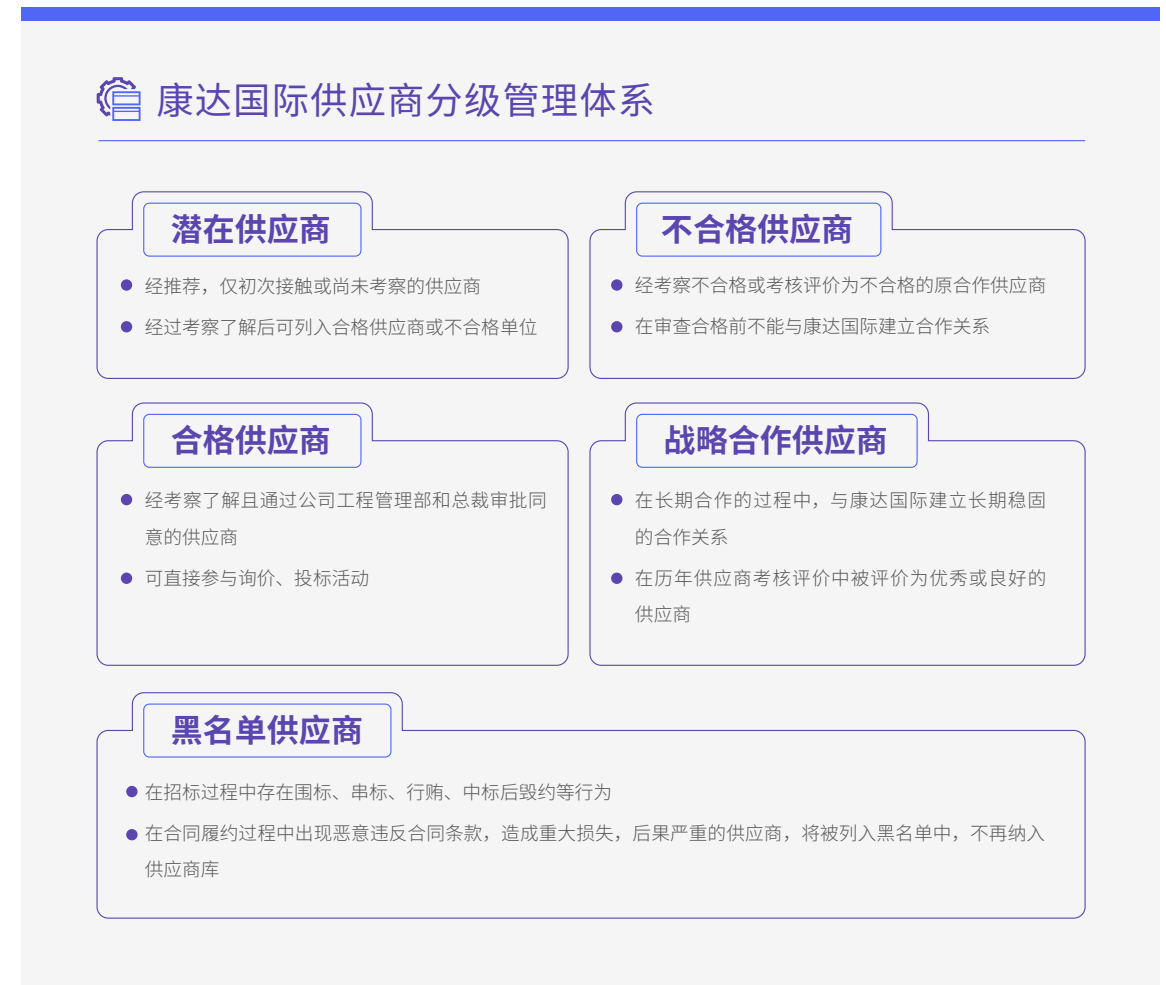 康达国际供应商分级管理体系
潜在供应商
经推荐，仅初次接触或尚未考察的供应商
经过考察了解后可列入合格供应商或不合格单位
不合格供应商
经考察不合格或考核评价为不合格的原合作供应商
在审查合格前不能与康达国际建立合作关系
合格供应商
经考察了解且通过公司工程管理部和总裁审批同
意的供应商
可直接参与询价、投标活动
战略合作供应商
在长期合作的过程中，与康达国际建立长期稳固
的合作关系
在历年供应商考核评价中被评价为优秀或良好的
供应商
黑名单供应商
在招标过程中存在围标、串标、行贿、中标后毁约等行为
在合同履约过程中出现恶意违反合同条款，造成重大损失，后果严重的供应商，将被列入黑名单中，不再纳入
供应商库